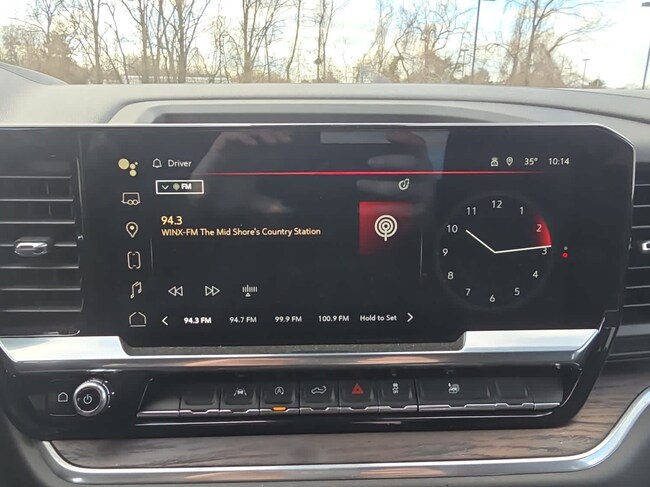 Driver
35° 10:14
FM
94.3
WINX-FM The Mid Shore's Country Station
94.3 FM 94.7 FM 99.9 FM 100.9 FM Hold to Set
11 12 1
10 2
9 3
8 4
7 6 5